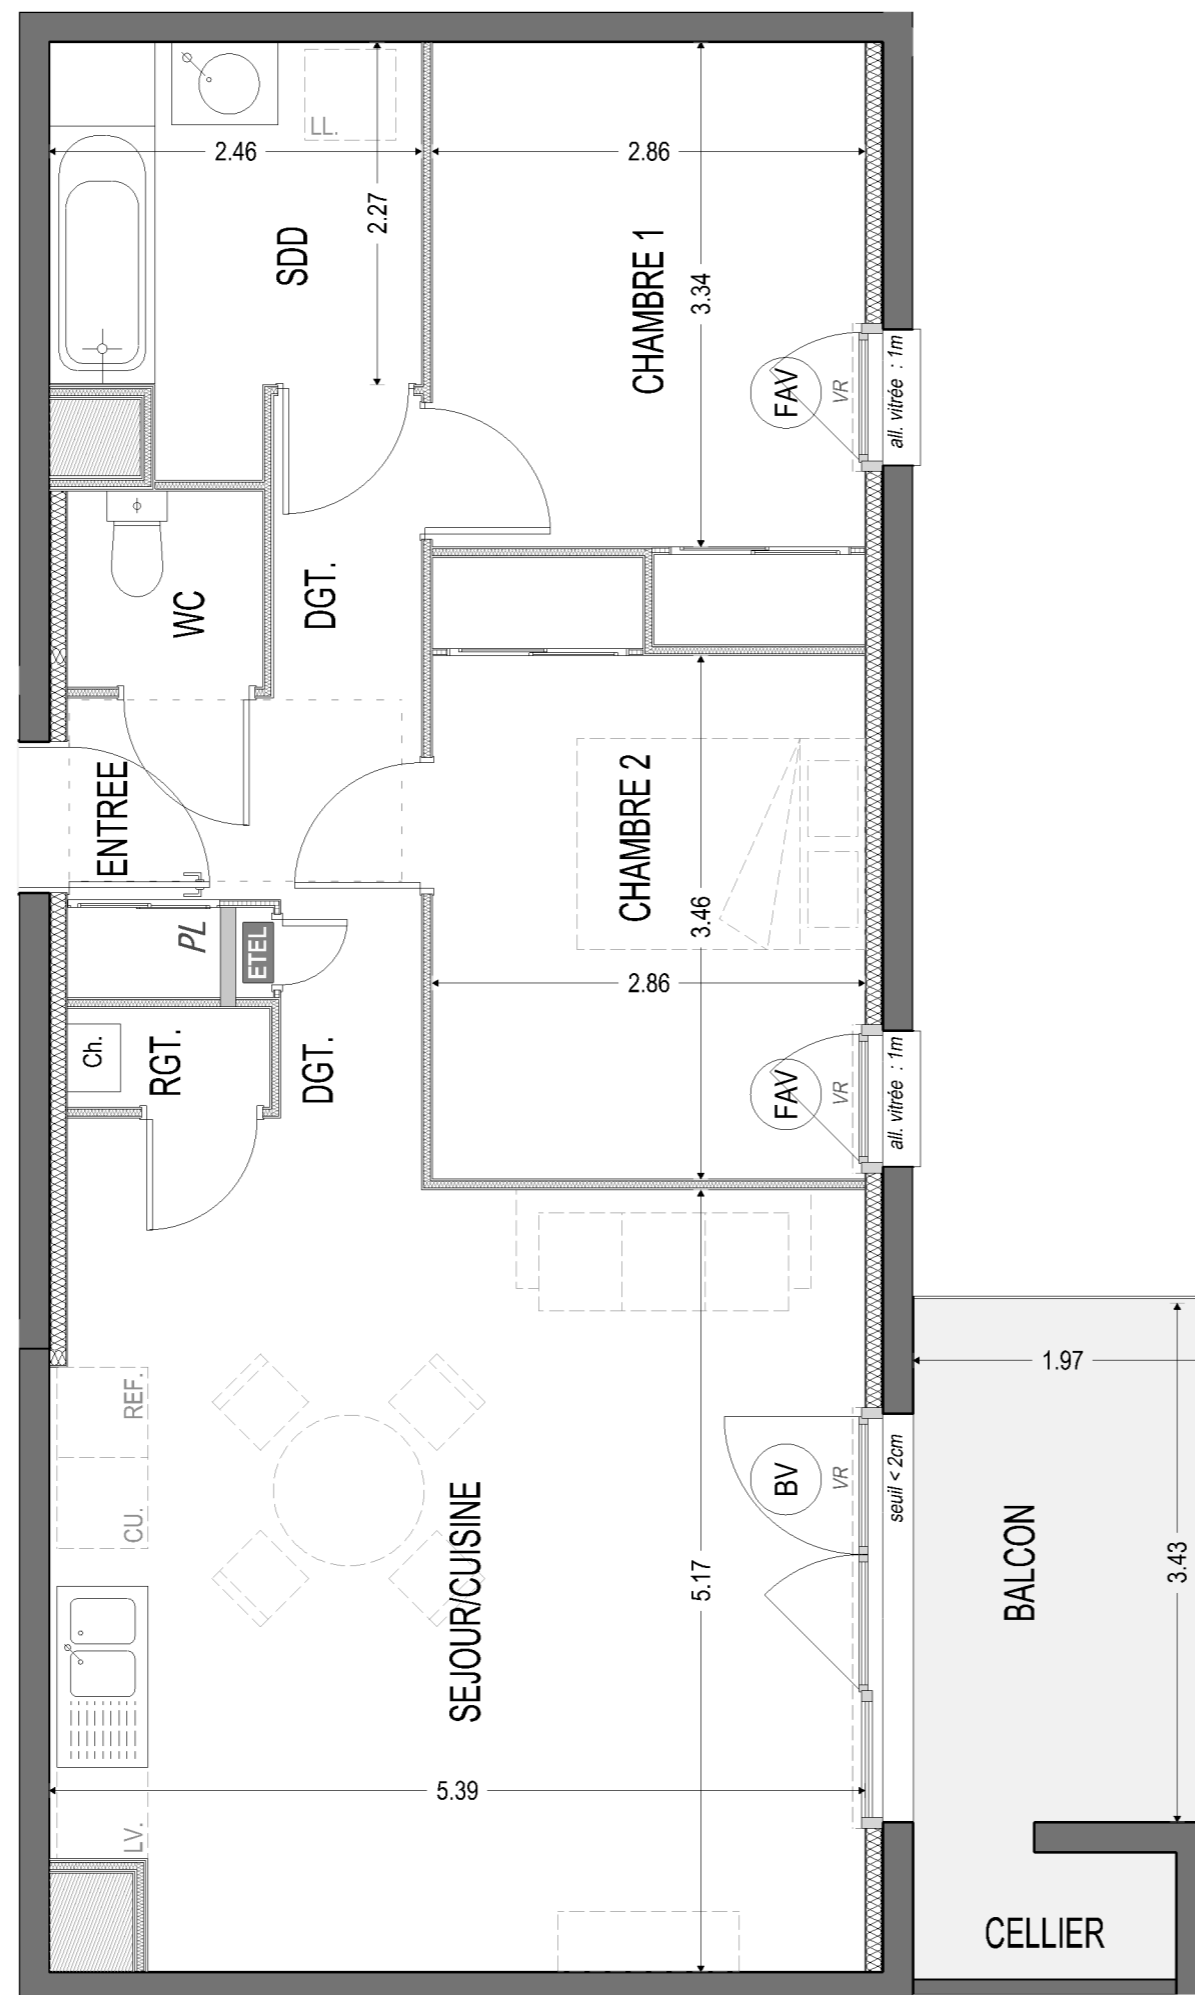 LL.
2.46
2.86
2.27
SDD
CHAMBRE 1
3.34
FAV
VR
all. vitrée : 1m
WC
DGT.
ENTREE
CHAMBRE 2
3.46
PL
ETEL
2.86
Ch.
RGT.
DGT.
FAV
VR
all. vitrée : 1m
1.97
REF.
CU.
BV
VR
seuil < 2cm
SEJOUR/CUISINE
5.17
BALCON
3.43
5.39
LV.
CELLIER